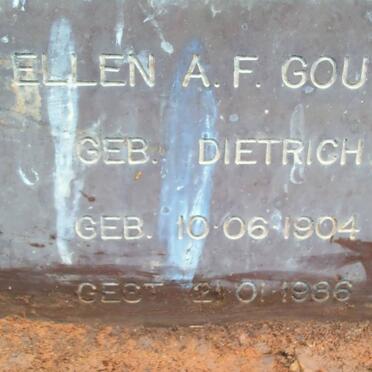 ELLEN A. F. GOU
GEB. DIETRICH
GEB. 10·06·1904
GEST. 21·01·1986